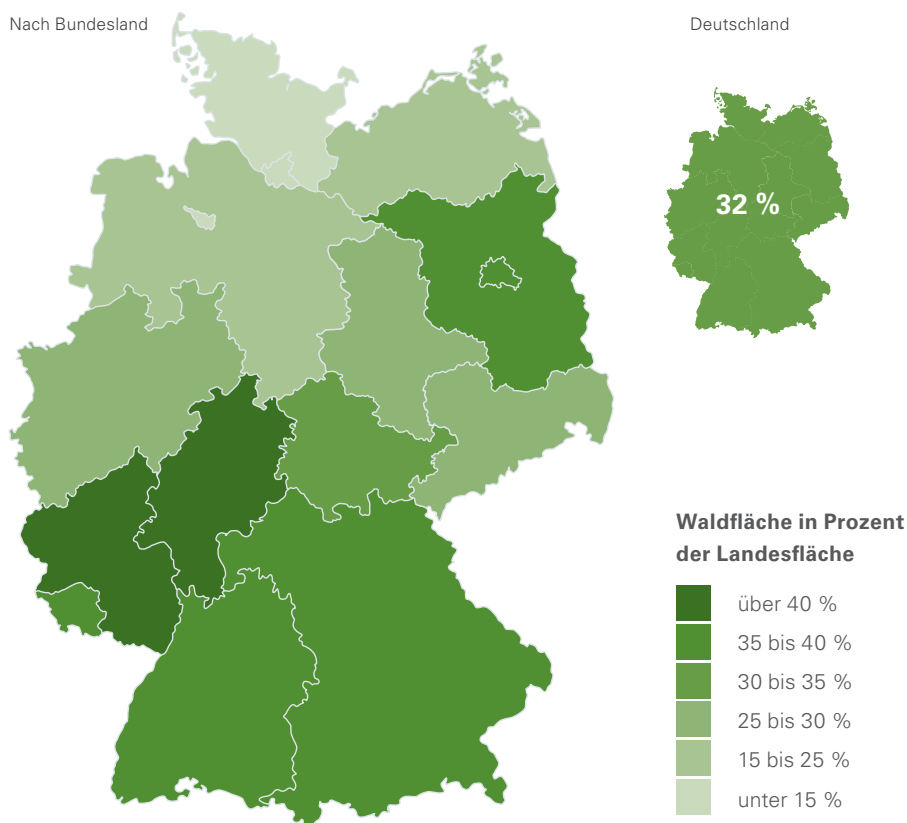 Nach Bundesland
Deutschland
32 %
Waldfläche in Prozent
der Landesfläche
über 40 %
35 bis 40 %
30 bis 35 %
25 bis 30 %
15 bis 25 %
unter 15 %